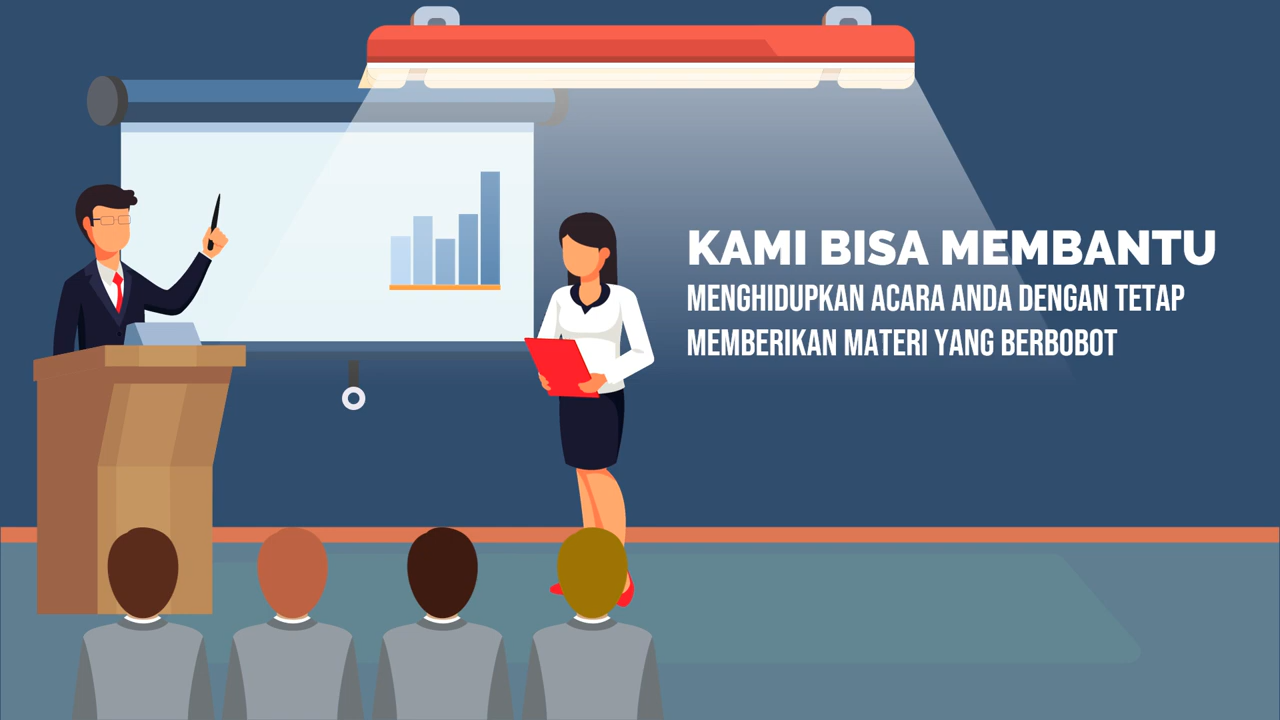 KAMI BISA MEMBANTU
MENGHIDUPKAN ACARA ANDA DENGAN TETAP
MEMBERIKAN MATERI YANG BERBOBOT